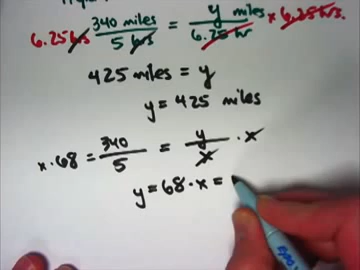 6.25 hrs 340 miles / 5 hrs = y miles / 6.25 hr × 6.25 hrs.
425 miles = y
y = 425 miles
x · 68 = 340 / 5 = y / x · x
y = 68 · x =